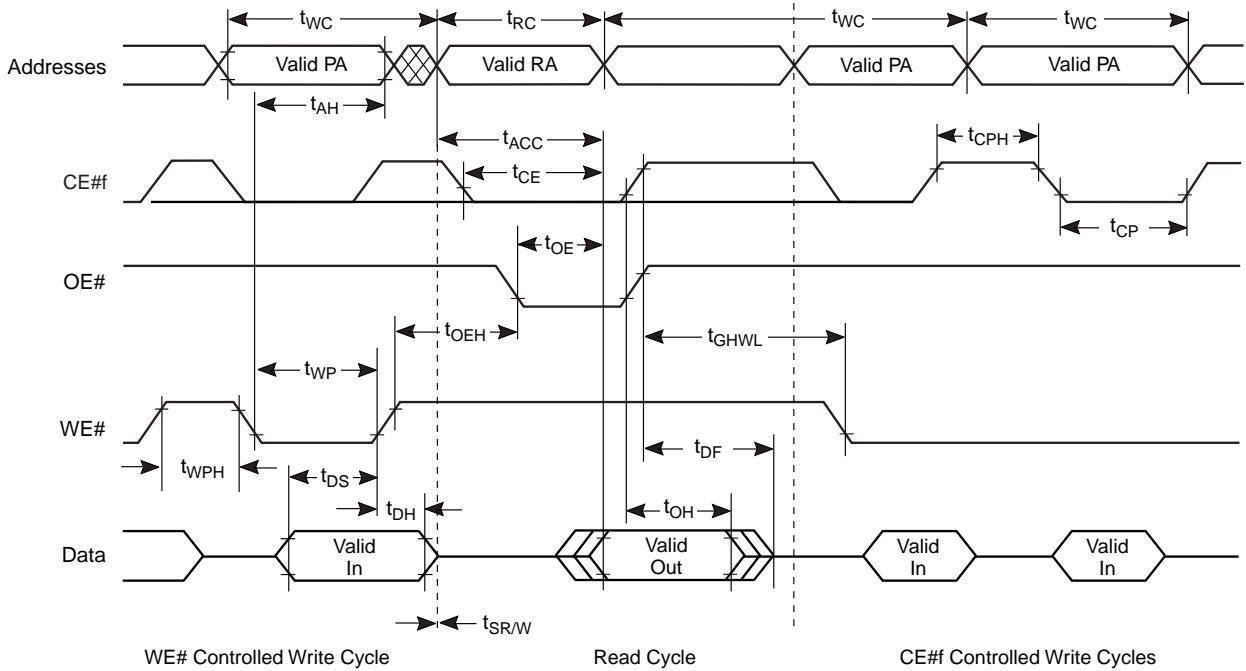 tWC tRC tWC tWC
Addresses Valid PA Valid RA Valid PA Valid PA
tAH
tACC tCPH
CE#f tCE
tCP
tOE
OE#
tOEH tGHWL
tWP
WE#
tDF
tWPH tDS
tDH tOH
Data Valid In Valid Out Valid In Valid In
tSR/W
WE# Controlled Write Cycle Read Cycle CE#f Controlled Write Cycles